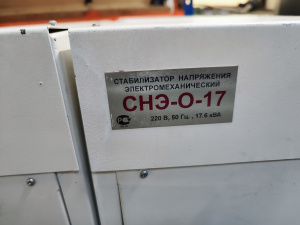 СТАБИЛИЗАТОР НАПРЯЖЕНИЯ
ЭЛЕКТРОМЕХАНИЧЕСКИЙ
СНЭ-О-17
220 В, 50 Гц, 17.6 кВА